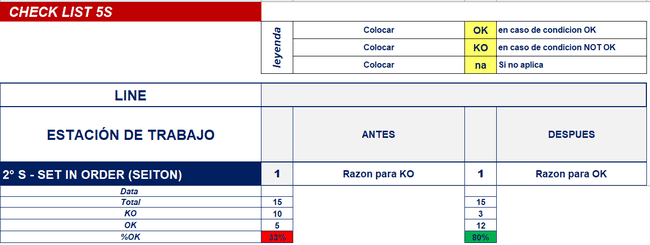 CHECK LIST 5S
leyenda
Colocar OK en caso de condicion OK
Colocar KO en caso de condicion NOT OK
Colocar na Si no aplica
LINE
ESTACIÓN DE TRABAJO ANTES DESPUES
2° S - SET IN ORDER (SEITON) 1 Razon para KO 1 Razon para OK
Data
Total 15 15
KO 10 3
OK 5 12
%OK 33% 80%